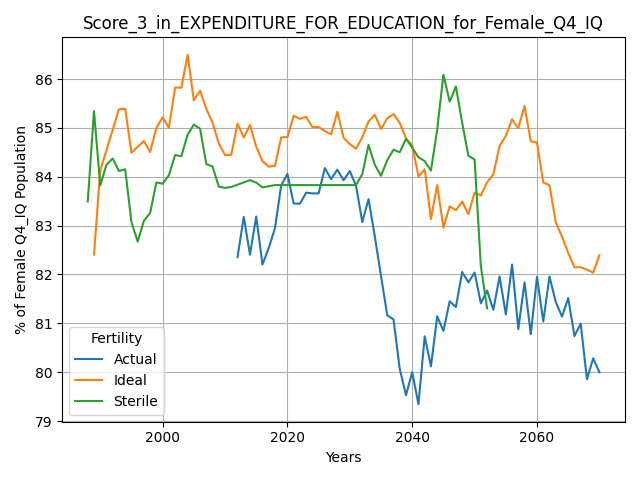 Score_3_in_EXPENDITURE_FOR_EDUCATION_for_Female_Q4_IQ
% of Female Q4_IQ Population
86
85
84
83
82
81
80
79
Fertility
Actual
Ideal
Sterile
2000
2020
2040
2060
Years